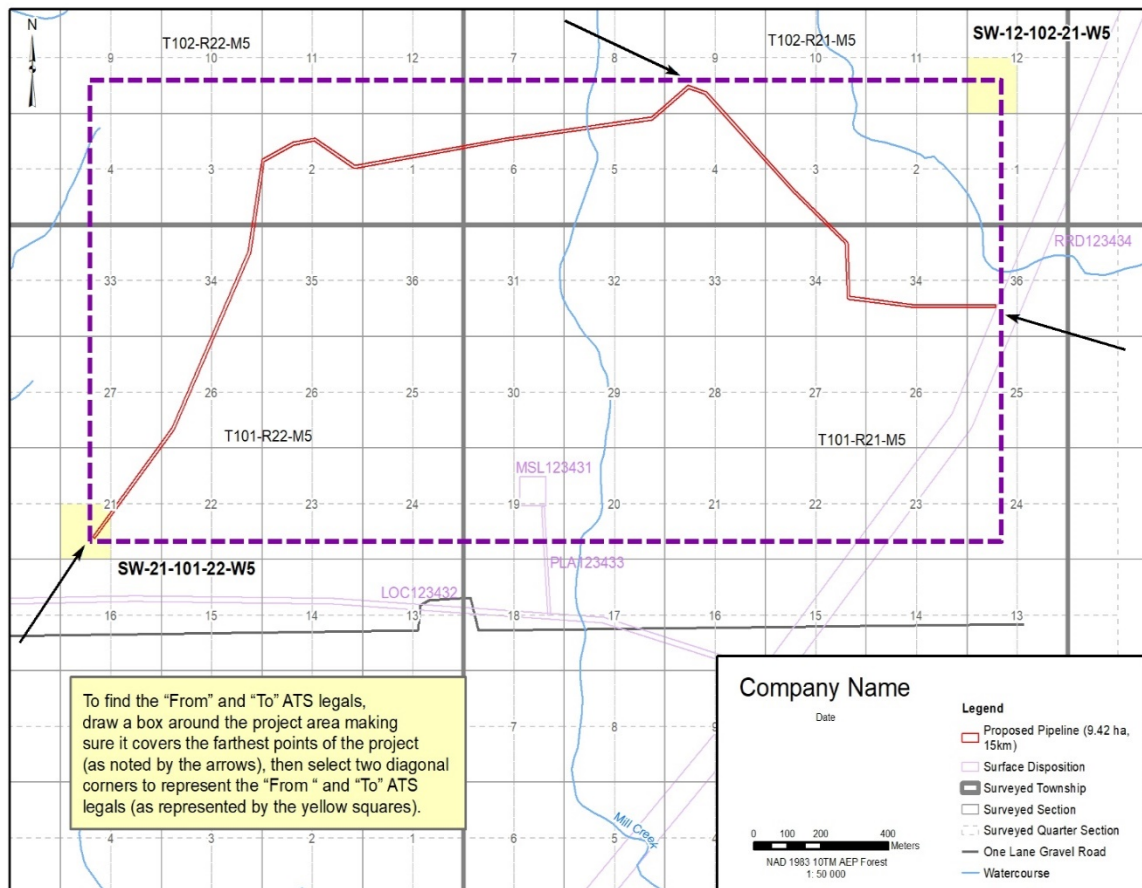 N
T102-R22-M5
T102-R21-M5
SW-12-102-21-W5
9 10 11 7 8 9 10 12
4 3 2 1 6 5 4 3 2 1
RRD123434
33 34 35 36 31 32 33 34 34 36
27 26 25 30 29 28 27 26 25
T101-R22-M5
T101-R21-M5
MSL123431
21 22 23 24 19 20 21 22 23 24
PLA123433
SW-21-101-22-W5
LOC123432
16 15 14 13 18 17 16 15 14 13
To find the “From” and “To” ATS legals,
draw a box around the project area making
sure it covers the farthest points of the project
(as noted by the arrows), then select two diagonal
corners to represent the “From “ and “To” ATS
legals (as represented by the yellow squares).
7 8 9
4 3 2 1 6 5 4
Mill Creek
Company Name
Date
Legend
Proposed Pipeline (9.42 ha,
15km)
Surface Disposition
Surveyed Township
Surveyed Section
Surveyed Quarter Section
One Lane Gravel Road
Watercourse
0 100 200 400
Meters
NAD 1983 10TM AEP Forest
1: 50 000